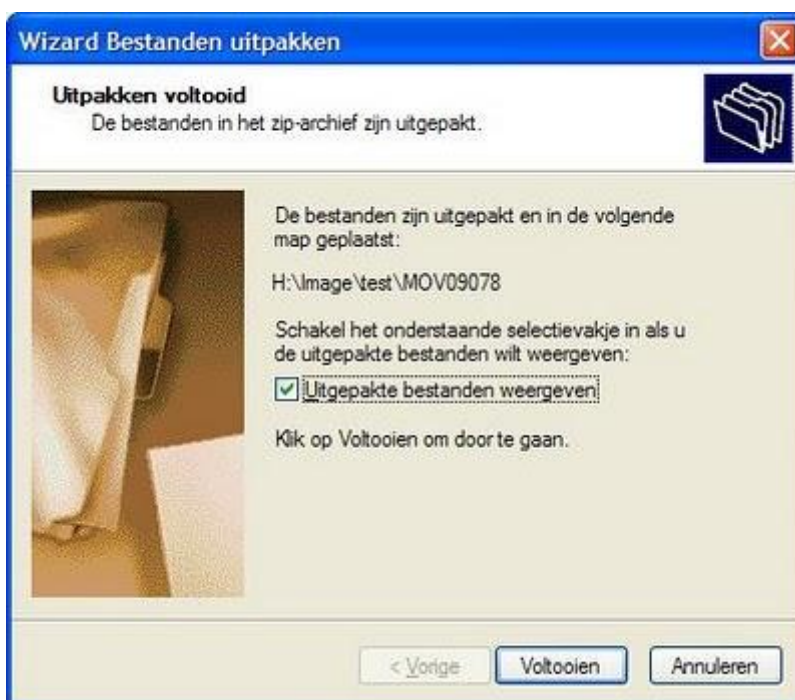 Wizard Bestanden uitpakken
Uitpakken voltooid
De bestanden in het zip-archief zijn uitgepakt.
De bestanden zijn uitgepakt en in de volgende
map geplaatst:
H:\Image\test\MOV09078
Schakel het onderstaande selectievakje in als u
de uitgepakte bestanden wilt weergeven:
Uitgepakte bestanden weergeven
Klik op Voltooien om door te gaan.
< Vorige
Voltooien
Annuleren